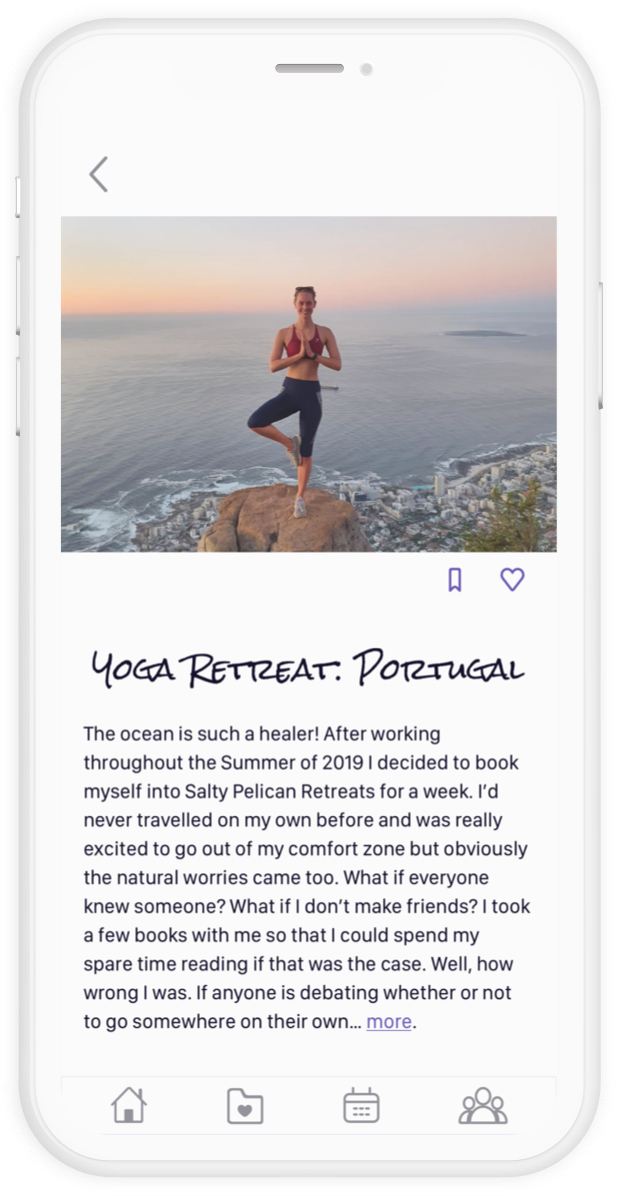 Yoga Retreat: Portugal
The ocean is such a healer! After working
throughout the Summer of 2019 I decided to book
myself into Salty Pelican Retreats for a week. I’d
never travelled on my own before and was really
excited to go out of my comfort zone but obviously
the natural worries came too. What if everyone
knew someone? What if I don’t make friends? I took
a few books with me so that I could spend my
spare time reading if that was the case. Well, how
wrong I was. If anyone is debating whether or not
to go somewhere on their own... more.